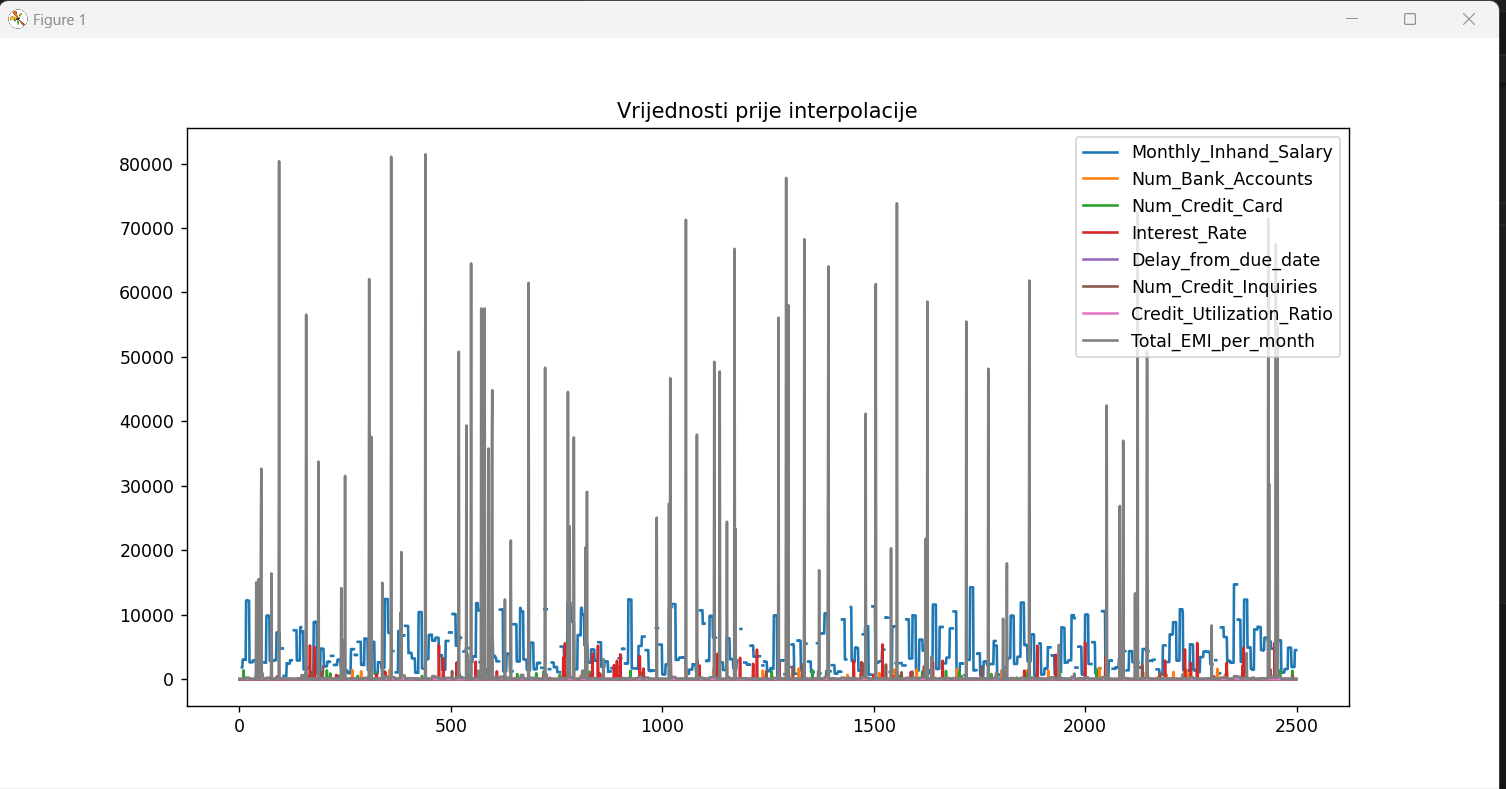 Figure 1
Vrijednosti prije interpolacije
80000
70000
60000
50000
40000
30000
20000
10000
0
0
500
1000
1500
2000
2500
Monthly_Inhand_Salary
Num_Bank_Accounts
Num_Credit_Card
Interest_Rate
Delay_from_due_date
Num_Credit_Inquiries
Credit_Utilization_Ratio
Total_EMI_per_month